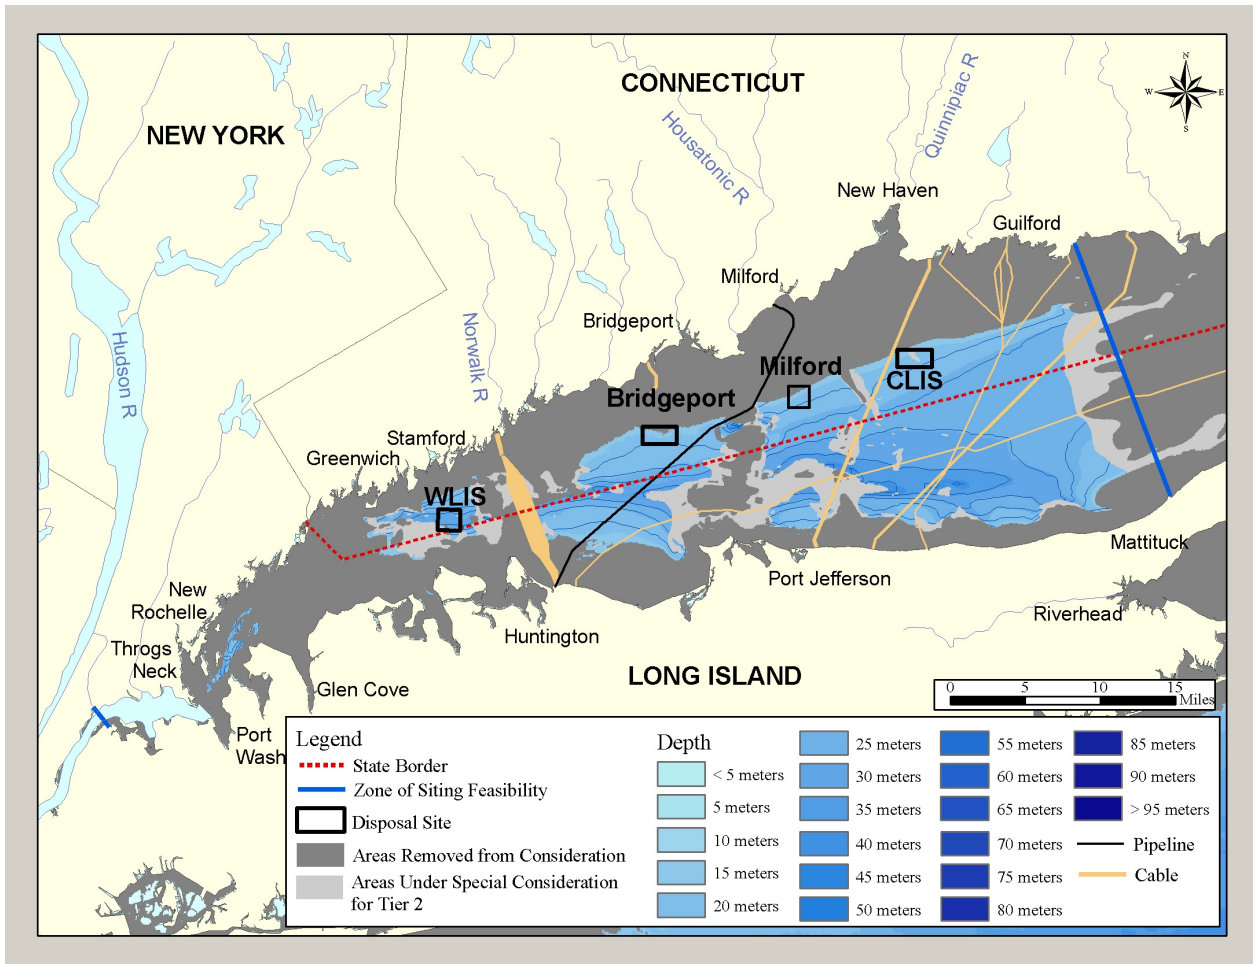 CONNECTICUT
NEW YORK
N
W
E
S
Housatonic R
Quinnipiac R
New Haven
Guilford
Milford
Bridgeport
Hudson R
Norwalk R
Milford
CLIS
Bridgeport
Stamford
Greenwich
WLIS
Mattituck
Port Jefferson
New
Rochelle
Riverhead
Huntington
Throgs
Neck
LONG ISLAND
Glen Cove
0 5 10 15
Miles
Port
Wash
Legend
State Border
Zone of Siting Feasibility
Disposal Site
Areas Removed from Consideration
Areas Under Special Consideration
for Tier 2
Depth
< 5 meters
5 meters
10 meters
15 meters
20 meters
25 meters
30 meters
35 meters
40 meters
45 meters
50 meters
55 meters
60 meters
65 meters
70 meters
75 meters
80 meters
85 meters
90 meters
> 95 meters
Pipeline
Cable